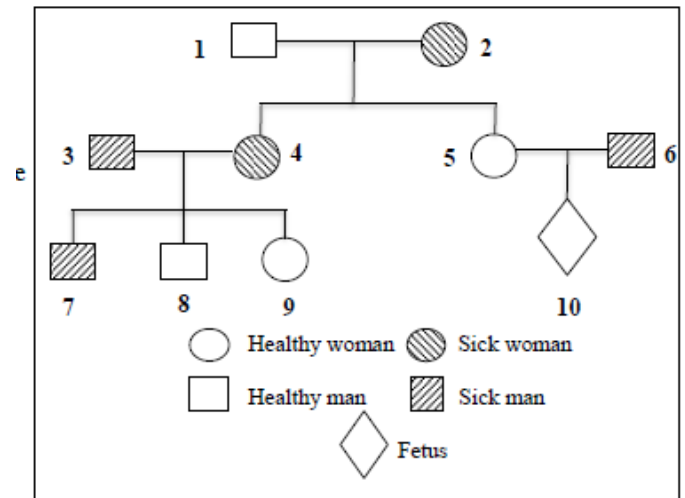 1 2
3 4 5 6
e
7 8 9 10
Healthy woman Sick woman
Healthy man Sick man
Fetus